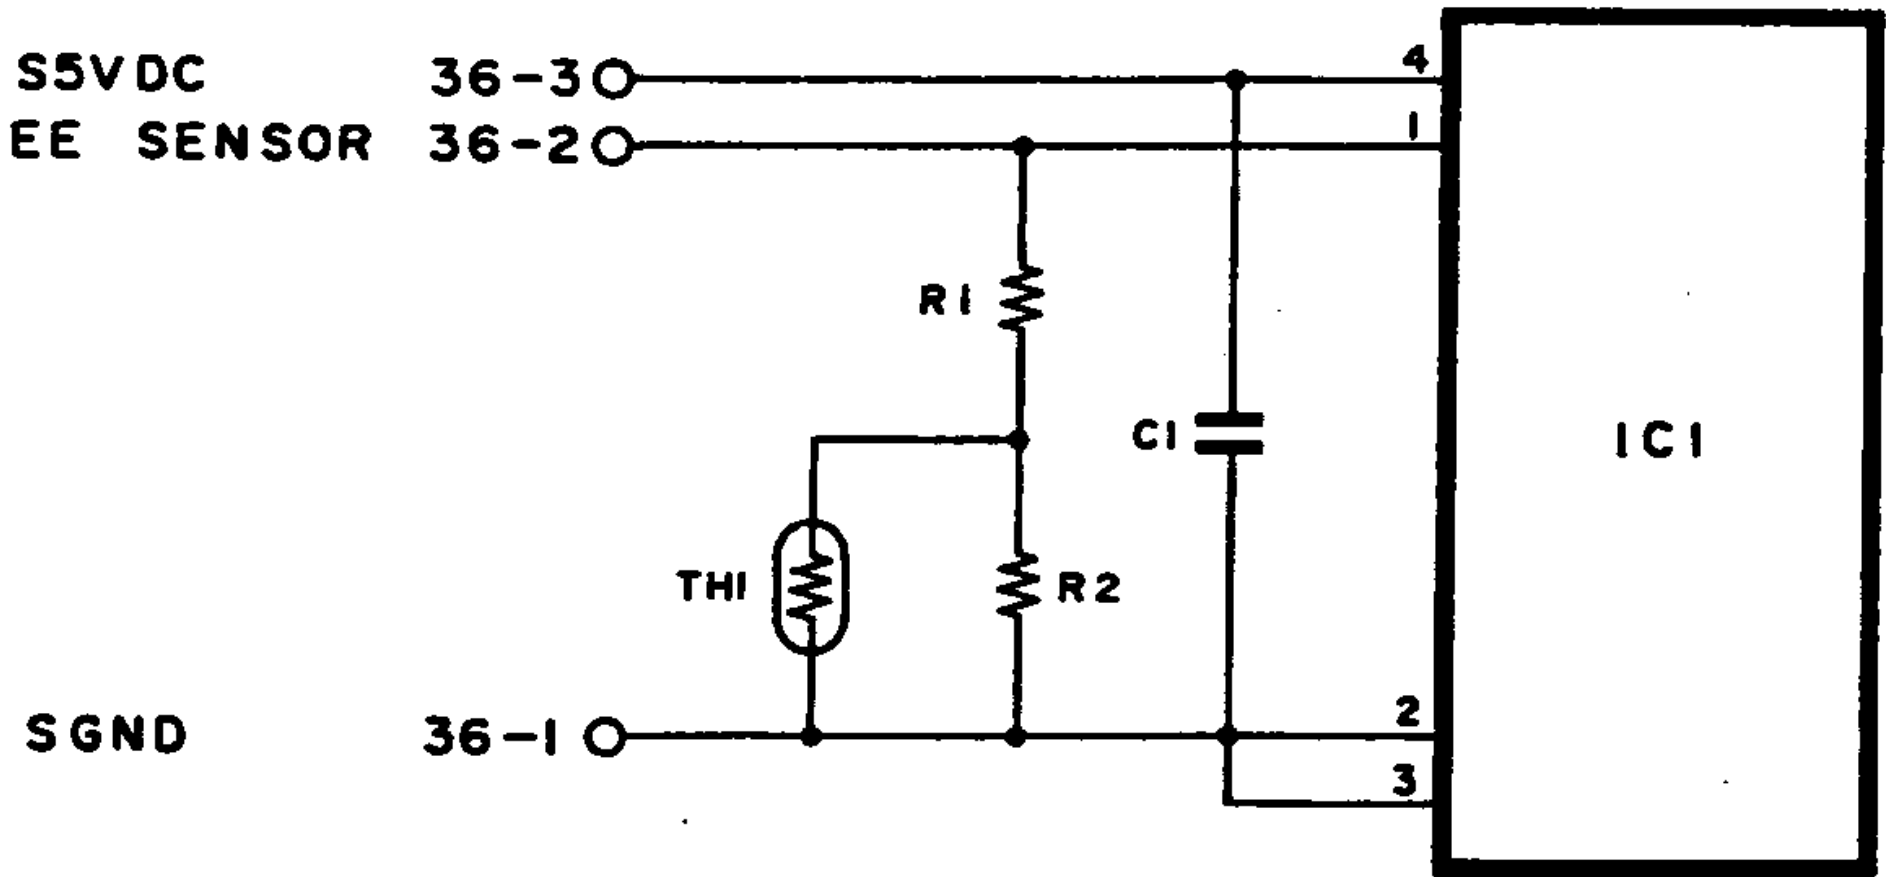 S5VDC 36-3 4
EE SENSOR 36-2 1
R1
C1
IC1
TH1
R2
SGND 36-1 2
3